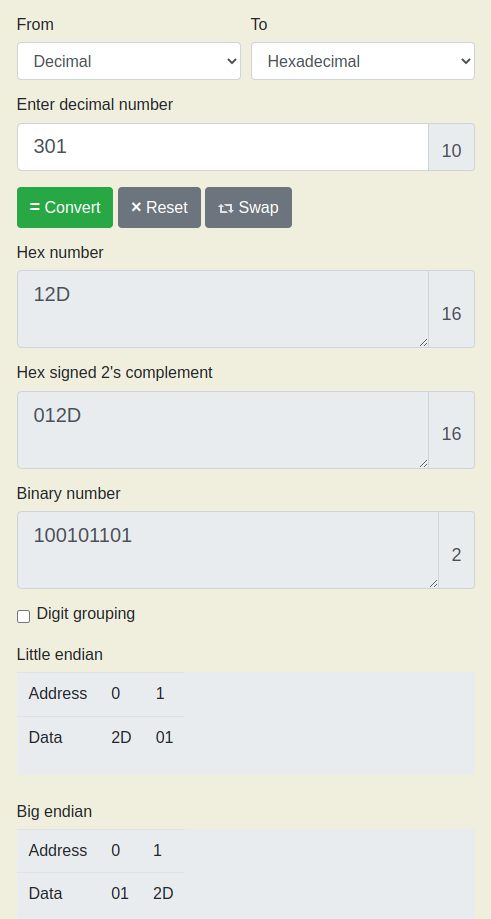 From To
Decimal Hexadecimal
Enter decimal number
301 10
= Convert × Reset Swap
Hex number
12D
16
Hex signed 2's complement
012D
16
Binary number
100101101
2
Digit grouping
Little endian
Address 0 1
Data 2D 01
Big endian
Address 0 1
Data 01 2D